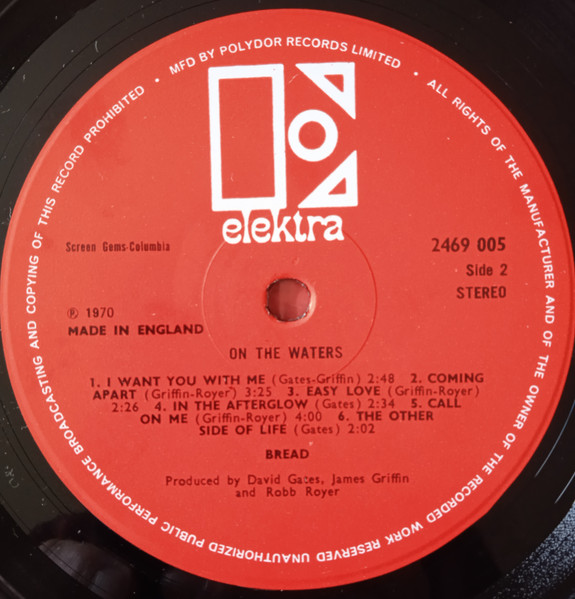 MFD BY POLYDOR RECORDS LIMITED • ALL RIGHTS OF THE MANUFACTURER AND OF THE OWNER OF THE RECORDED WORK RESERVED UNAUTHORIZED PUBLIC PERFORMANCE BROADCASTING AND COPYING OF THIS RECORD PROHIBITED •
elektra
Screen Gems-Columbia
2469 005
Side 2
STEREO
℗ 1970
MADE IN ENGLAND
ON THE WATERS
1. I WANT YOU WITH ME (Gates-Griffin) 2:48 2. COMING
APART (Griffin-Royer) 3:25 3. EASY LOVE (Griffin-Royer)
2:26 4. IN THE AFTERGLOW (Gates) 2:34 5. CALL
ON ME (Griffin-Royer) 4:00 6. THE OTHER
SIDE OF LIFE (Gates) 2:02
BREAD
Produced by David Gates, James Griffin
and Robb Royer